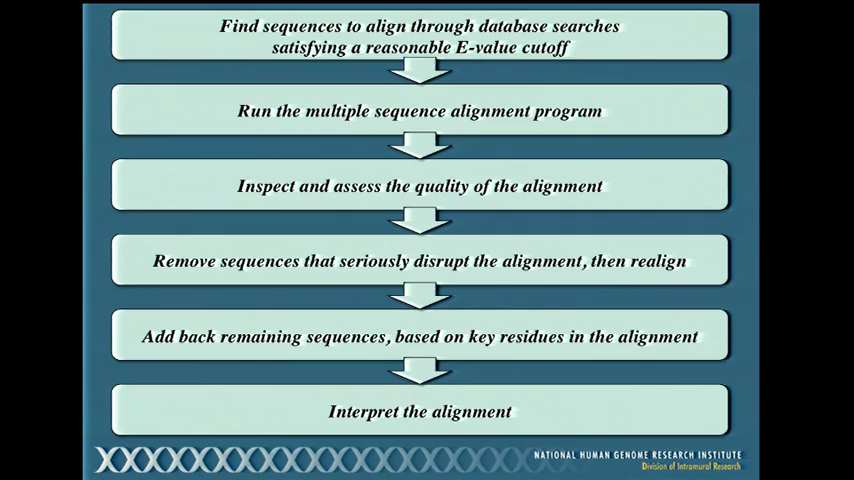 Find sequences to align through database searches
satisfying a reasonable E-value cutoff
Run the multiple sequence alignment program
Inspect and assess the quality of the alignment
Remove sequences that seriously disrupt the alignment, then realign
Add back remaining sequences, based on key residues in the alignment
Interpret the alignment
NATIONAL HUMAN GENOME RESEARCH INSTITUTE
Division of Intramural Research